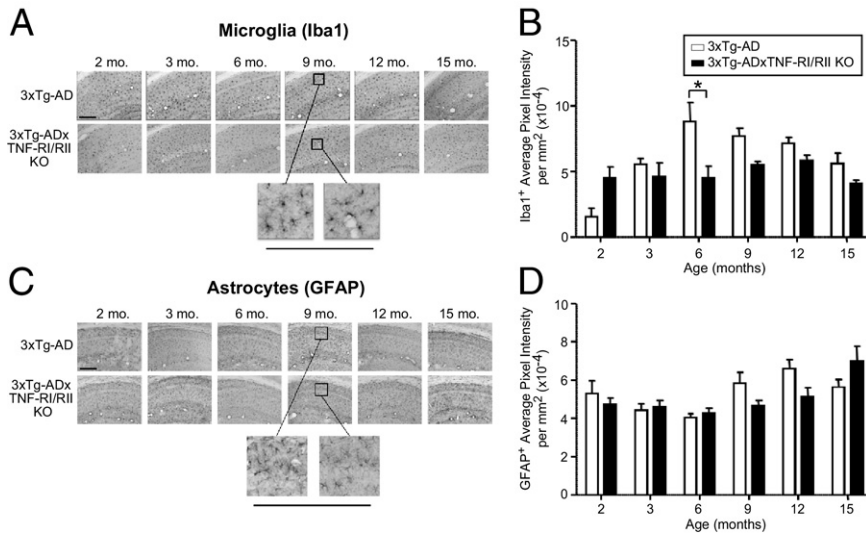 A
Microglia (Iba1)
2 mo. 3 mo. 6 mo. 9 mo. 12 mo. 15 mo.
3xTg-AD
3xTg-ADx
TNF-RI/RII
KO
B
Iba1+ Average Pixel Intensity
per mm2 (x10-4)
3xTg-AD
3xTg-ADxTNF-RI/RII KO
*
15
10
5
0
2 3 6 9 12 15
Age (months)
C
Astrocytes (GFAP)
2 mo. 3 mo. 6 mo. 9 mo. 12 mo. 15 mo.
3xTg-AD
3xTg-ADx
TNF-RI/RII
KO
D
GFAP+ Average Pixel Intensity
per mm2 (x10-4)
10
8
6
4
2
0
2 3 6 9 12 15
Age (months)